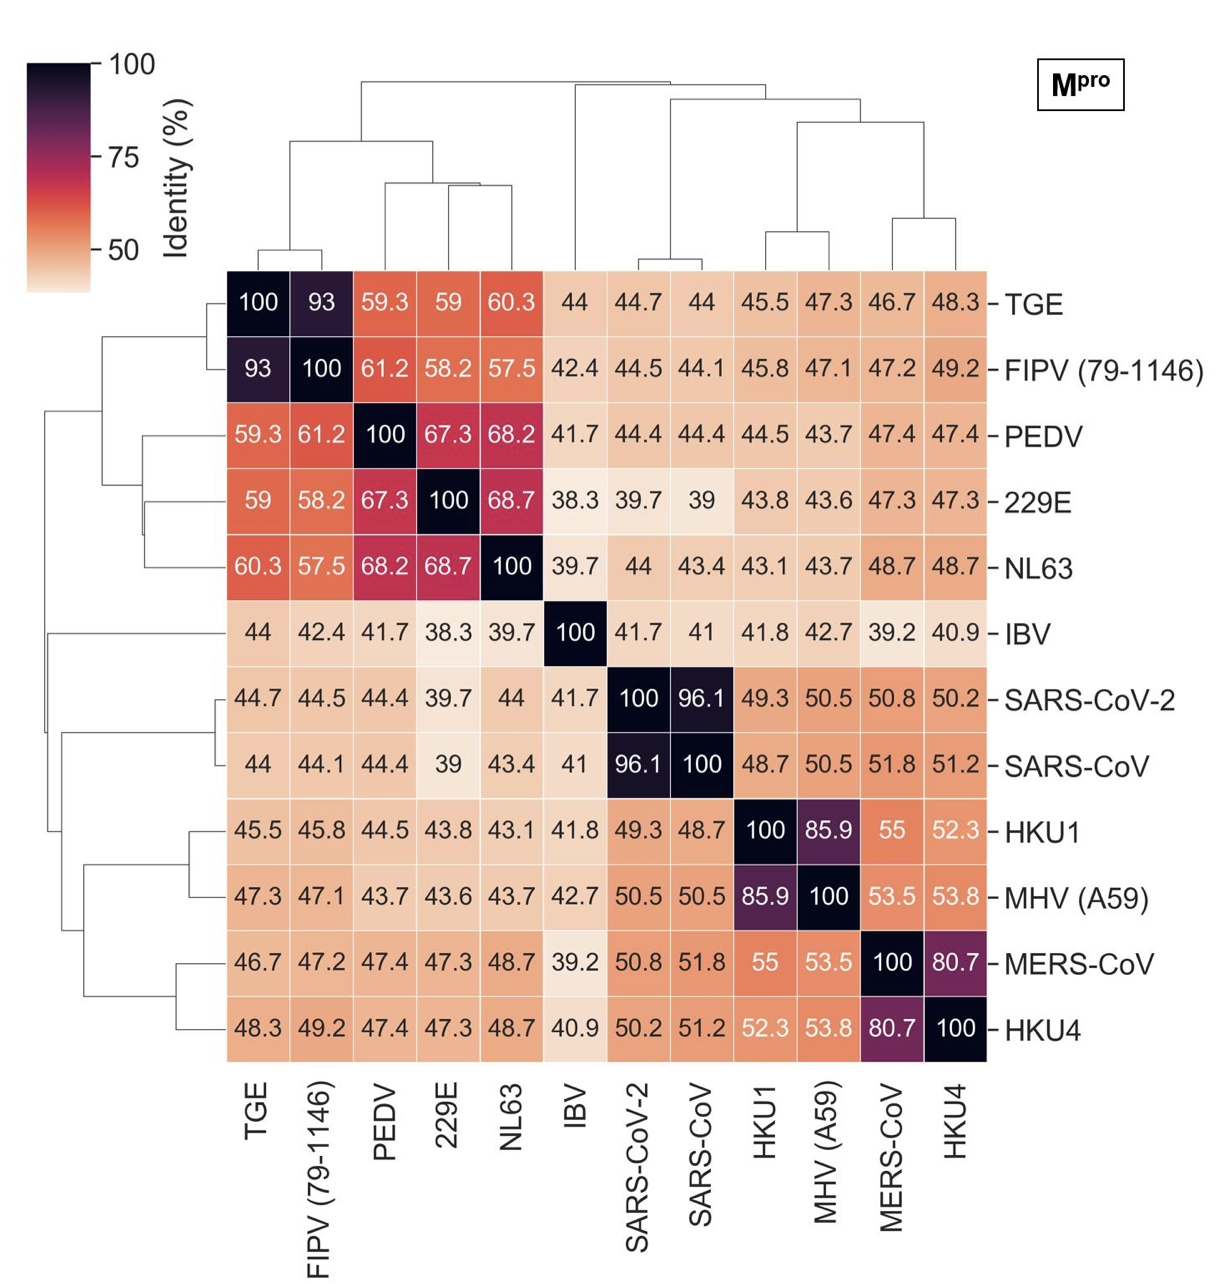 100
75
50
Identity (%)
Mpro
100 93 59.3 59 60.3 44 44.7 44 45.5 47.3 46.7 48.3 TGE
93 100 61.2 58.2 57.5 42.4 44.5 44.1 45.8 47.1 47.2 49.2 FIPV (79-1146)
59.3 61.2 100 67.3 68.2 41.7 44.4 44.4 44.5 43.7 47.4 47.4 PEDV
59 58.2 67.3 100 68.7 38.3 39.7 39 43.8 43.6 47.3 47.3 229E
60.3 57.5 68.2 68.7 100 39.7 44 43.4 43.1 43.7 48.7 48.7 NL63
44 42.4 41.7 38.3 39.7 100 41.7 41 41.8 42.7 39.2 40.9 IBV
44.7 44.5 44.4 39.7 44 41.7 100 96.1 49.3 50.5 50.8 50.2 SARS-CoV-2
44 44.1 44.4 39 43.4 41 96.1 100 48.7 50.5 51.8 51.2 SARS-CoV
45.5 45.8 44.5 43.8 43.1 41.8 49.3 48.7 100 85.9 55 52.3 HKU1
47.3 47.1 43.7 43.6 43.7 42.7 50.5 50.5 85.9 100 53.5 53.8 MHV (A59)
46.7 47.2 47.4 47.3 48.7 39.2 50.8 51.8 55 53.5 100 80.7 MERS-CoV
48.3 49.2 47.4 47.3 48.7 40.9 50.2 51.2 52.3 53.8 80.7 100 HKU4
TGE
FIPV (79-1146)
PEDV
229E
NL63
IBV
SARS-CoV-2
SARS-CoV
HKU1
MHV (A59)
MERS-CoV
HKU4